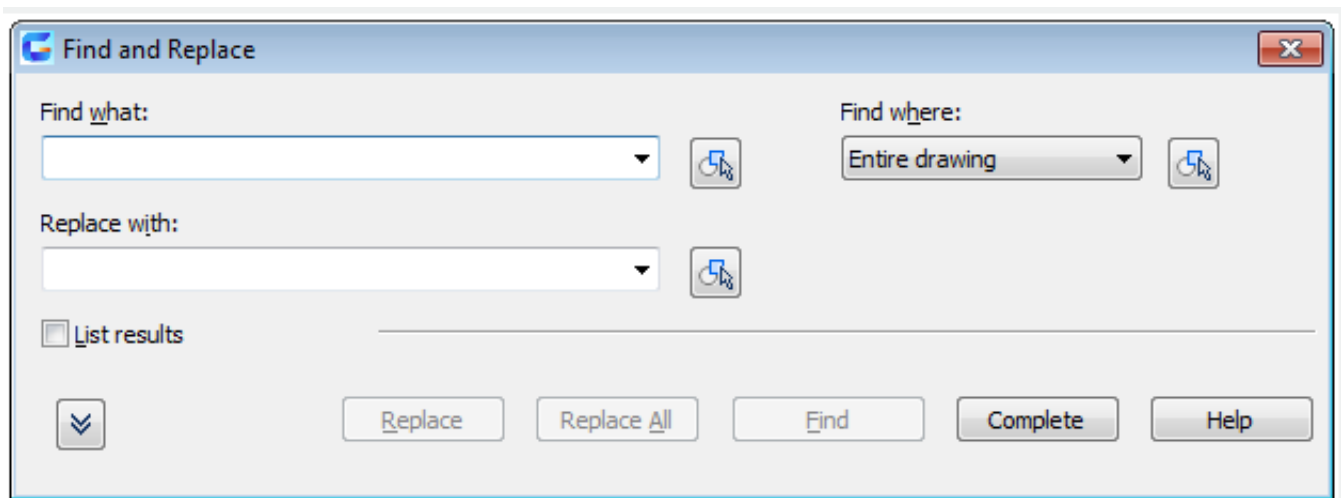 Find and Replace
Find what:
Find where:
Entire drawing
Replace with:
List results
Replace
Replace All
Find
Complete
Help